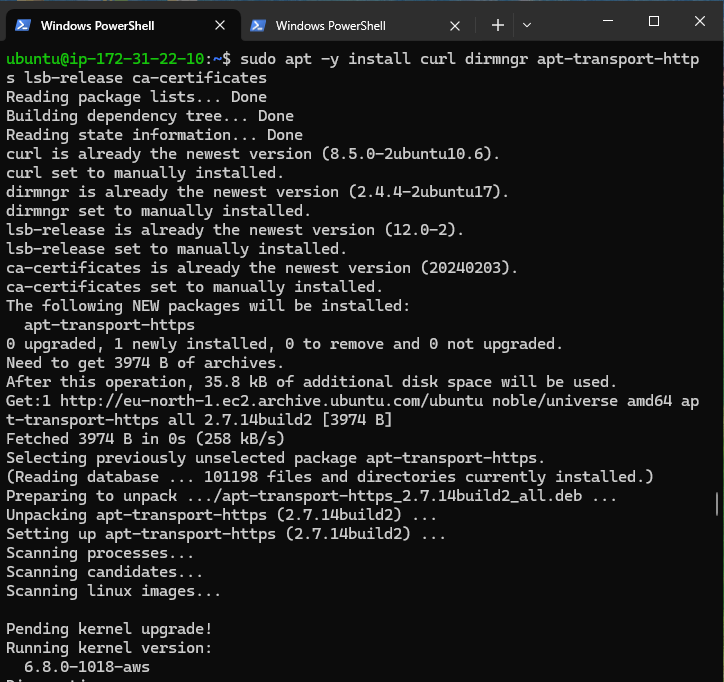 Windows PowerShell
Windows PowerShell
ubuntu@ip-172-31-22-10:~$ sudo apt -y install curl dirmngr apt-transport-http
s lsb-release ca-certificates
Reading package lists... Done
Building dependency tree... Done
Reading state information... Done
curl is already the newest version (8.5.0-2ubuntu10.6).
curl set to manually installed.
dirmngr is already the newest version (2.4.4-2ubuntu17).
dirmngr set to manually installed.
lsb-release is already the newest version (12.0-2).
lsb-release set to manually installed.
ca-certificates is already the newest version (20240203).
ca-certificates set to manually installed.
The following NEW packages will be installed:
  apt-transport-https
0 upgraded, 1 newly installed, 0 to remove and 0 not upgraded.
Need to get 3974 B of archives.
After this operation, 35.8 kB of additional disk space will be used.
Get:1 http://eu-north-1.ec2.archive.ubuntu.com/ubuntu noble/universe amd64 ap
t-transport-https all 2.7.14build2 [3974 B]
Fetched 3974 B in 0s (258 kB/s)
Selecting previously unselected package apt-transport-https.
(Reading database ... 101198 files and directories currently installed.)
Preparing to unpack .../apt-transport-https_2.7.14build2_all.deb ...
Unpacking apt-transport-https (2.7.14build2) ...
Setting up apt-transport-https (2.7.14build2) ...
Scanning processes...
Scanning candidates...
Scanning linux images...

Pending kernel upgrade!
Running kernel version:
  6.8.0-1018-aws